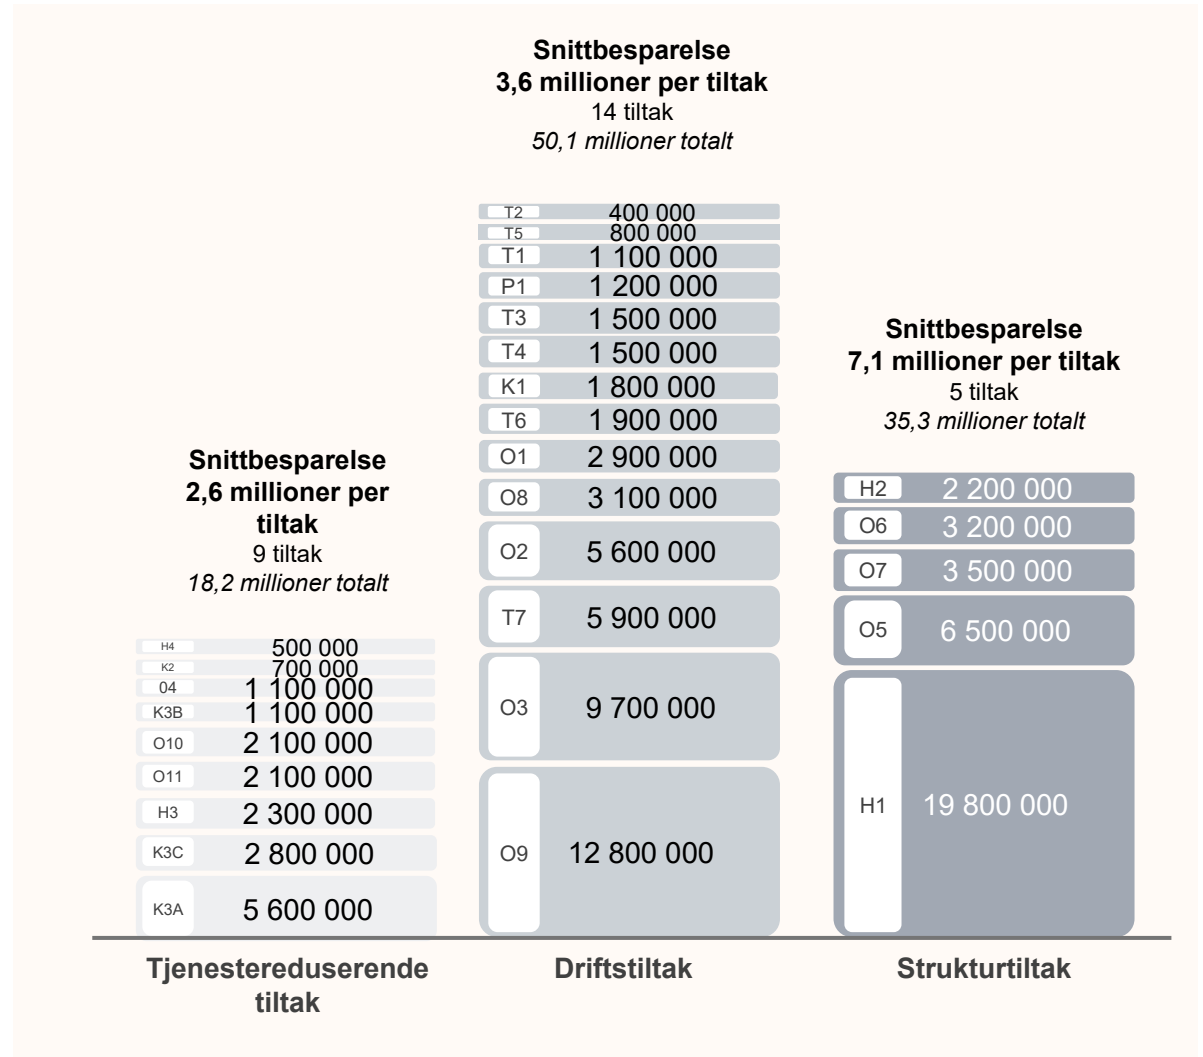 Snittbesparelse
3,6 millioner per tiltak
14 tiltak
50,1 millioner totalt
T2 400 000
T5 800 000
T1 1 100 000
P1 1 200 000
T3 1 500 000
T4 1 500 000
K1 1 800 000
T6 1 900 000
O1 2 900 000
O8 3 100 000
O2 5 600 000
T7 5 900 000
O3 9 700 000
O9 12 800 000
Snittbesparelse
7,1 millioner per tiltak
5 tiltak
35,3 millioner totalt
H2 2 200 000
O6 3 200 000
O7 3 500 000
O5 6 500 000
H1 19 800 000
Snittbesparelse
2,6 millioner per
tiltak
9 tiltak
18,2 millioner totalt
H4 500 000
K2 700 000
04 1 100 000
K3B 1 100 000
O10 2 100 000
O11 2 100 000
H3 2 300 000
K3C 2 800 000
K3A 5 600 000
Tjenestereduserende
tiltak
Driftstiltak
Strukturtiltak